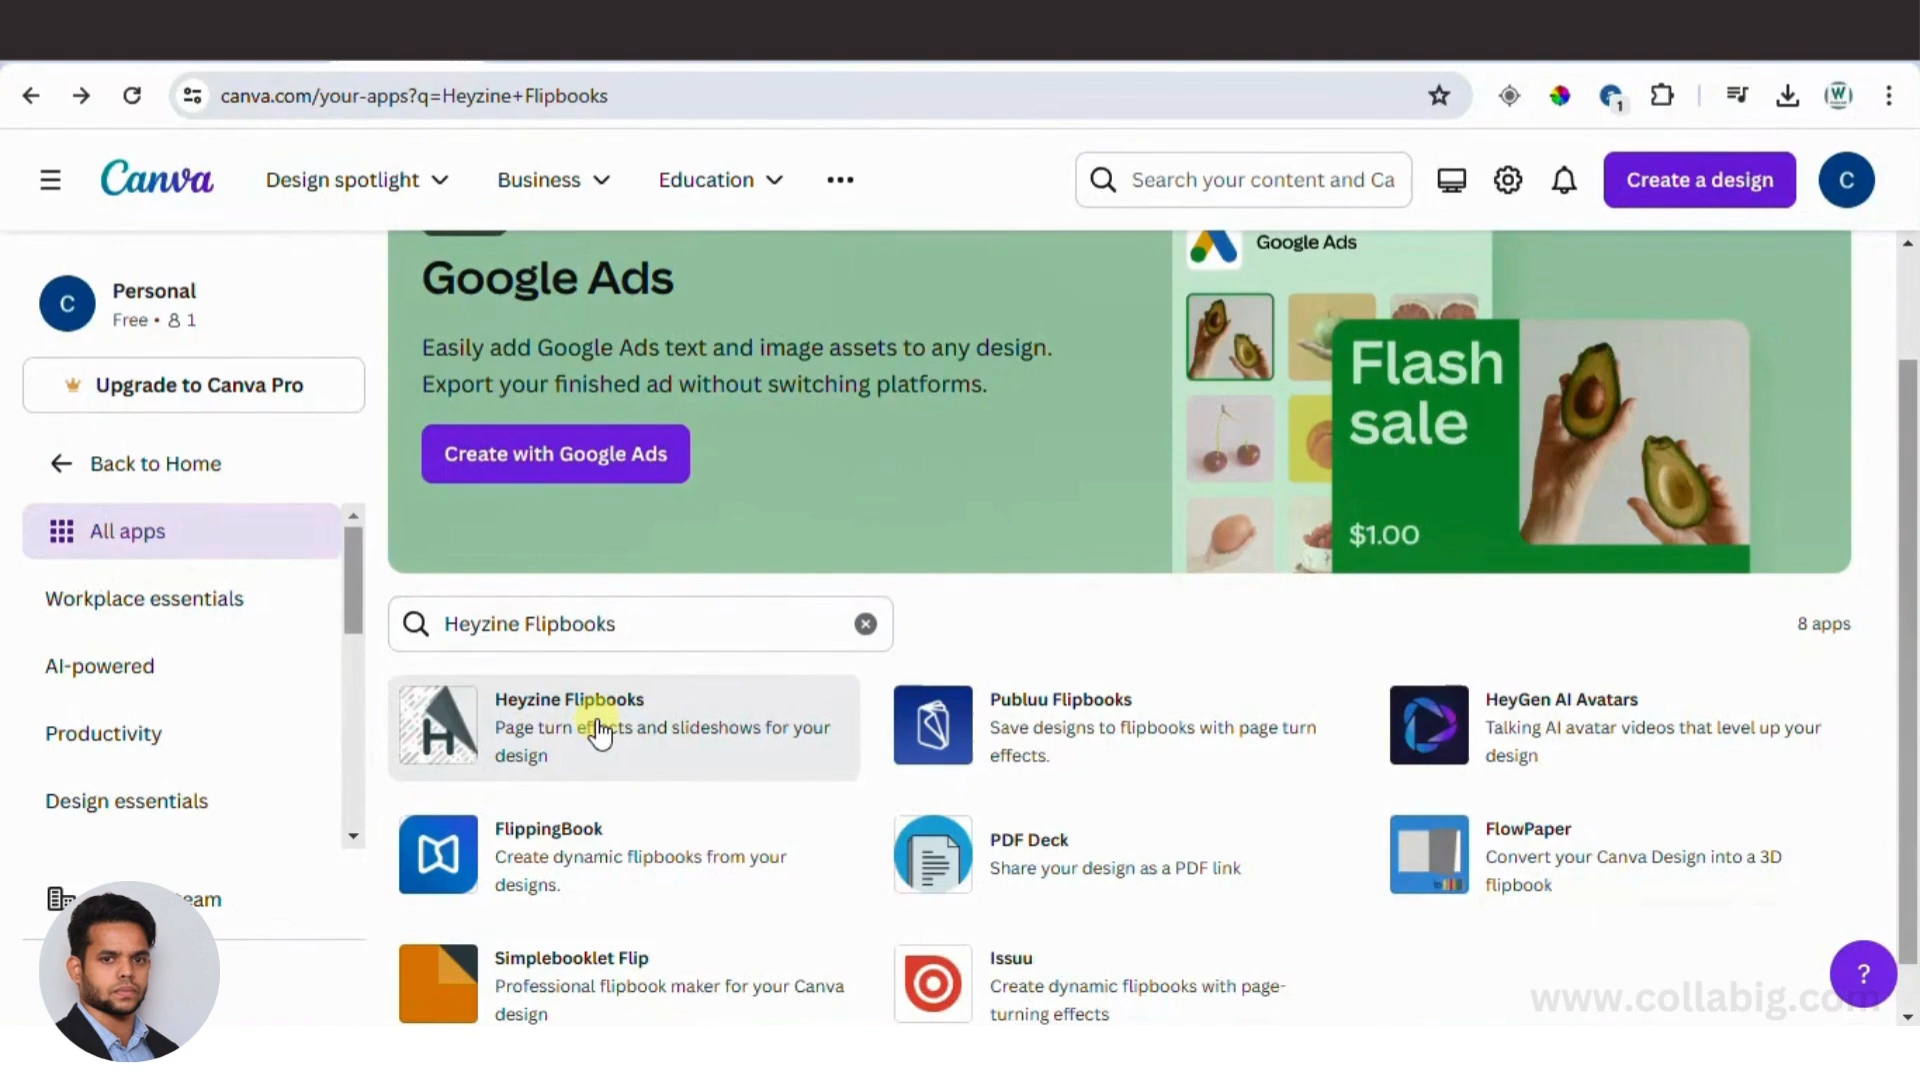 canva.com/your-apps?q=Heyzine+Flipbooks
1
W
Canva
Design spotlight
Business
Education
Search your content and Ca
Create a design
C
C
Personal
Free • 1
Upgrade to Canva Pro
Back to Home
All apps
Workplace essentials
AI-powered
Productivity
Design essentials
eam
Google Ads
Easily add Google Ads text and image assets to any design.
Export your finished ad without switching platforms.
Create with Google Ads
Google Ads
Flash
sale
$1.00
Heyzine Flipbooks
8 apps
H
Heyzine Flipbooks
Page turn effects and slideshows for your
design
Publuu Flipbooks
Save designs to flipbooks with page turn
effects.
HeyGen AI Avatars
Talking AI avatar videos that level up your
design
FlippingBook
Create dynamic flipbooks from your
designs.
PDF Deck
Share your design as a PDF link
FlowPaper
Convert your Canva Design into a 3D
flipbook
Simplebooklet Flip
Professional flipbook maker for your Canva
design
Issuu
Create dynamic flipbooks with page-
turning effects
?
www.collabig.com